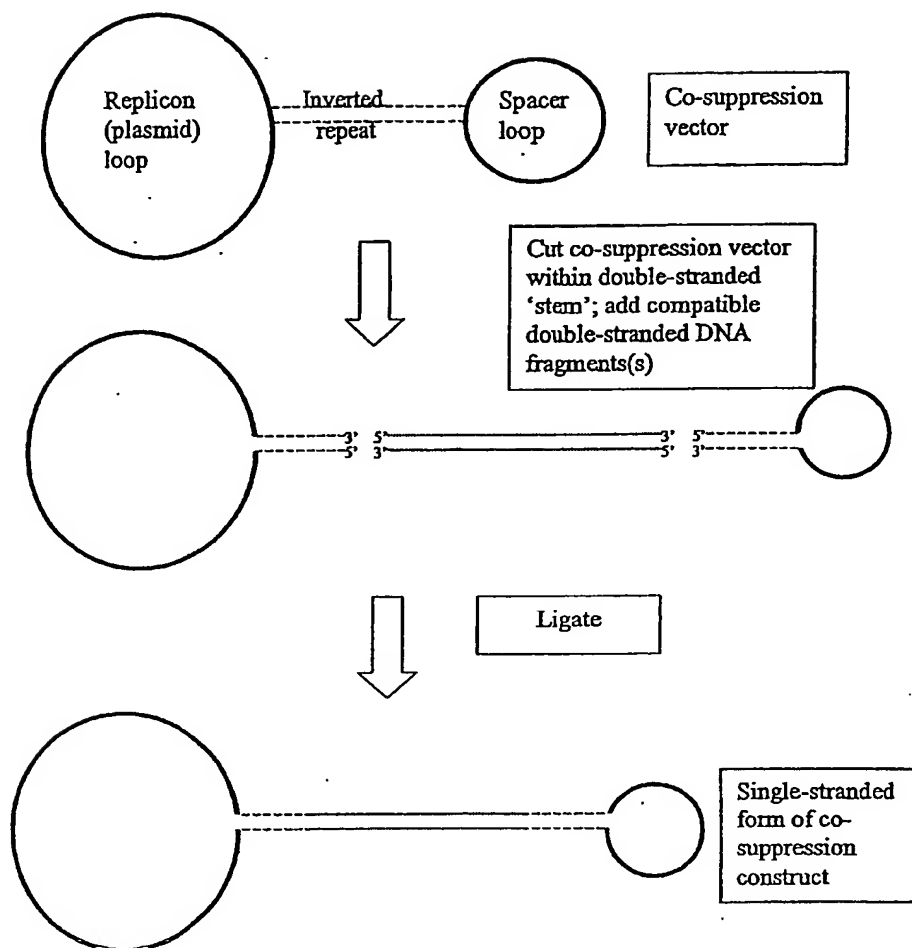 Replicon
(plasmid)
loop
Inverted
repeat
Spacer
loop
Co-suppression
vector
Cut co-suppression vector
within double-stranded
‘stem’; add compatible
double-stranded DNA
fragments(s)
3’ 5’ 3’ 5’
5’ 3’ 5’ 3’
Ligate
Single-stranded
form of co-
suppression
construct